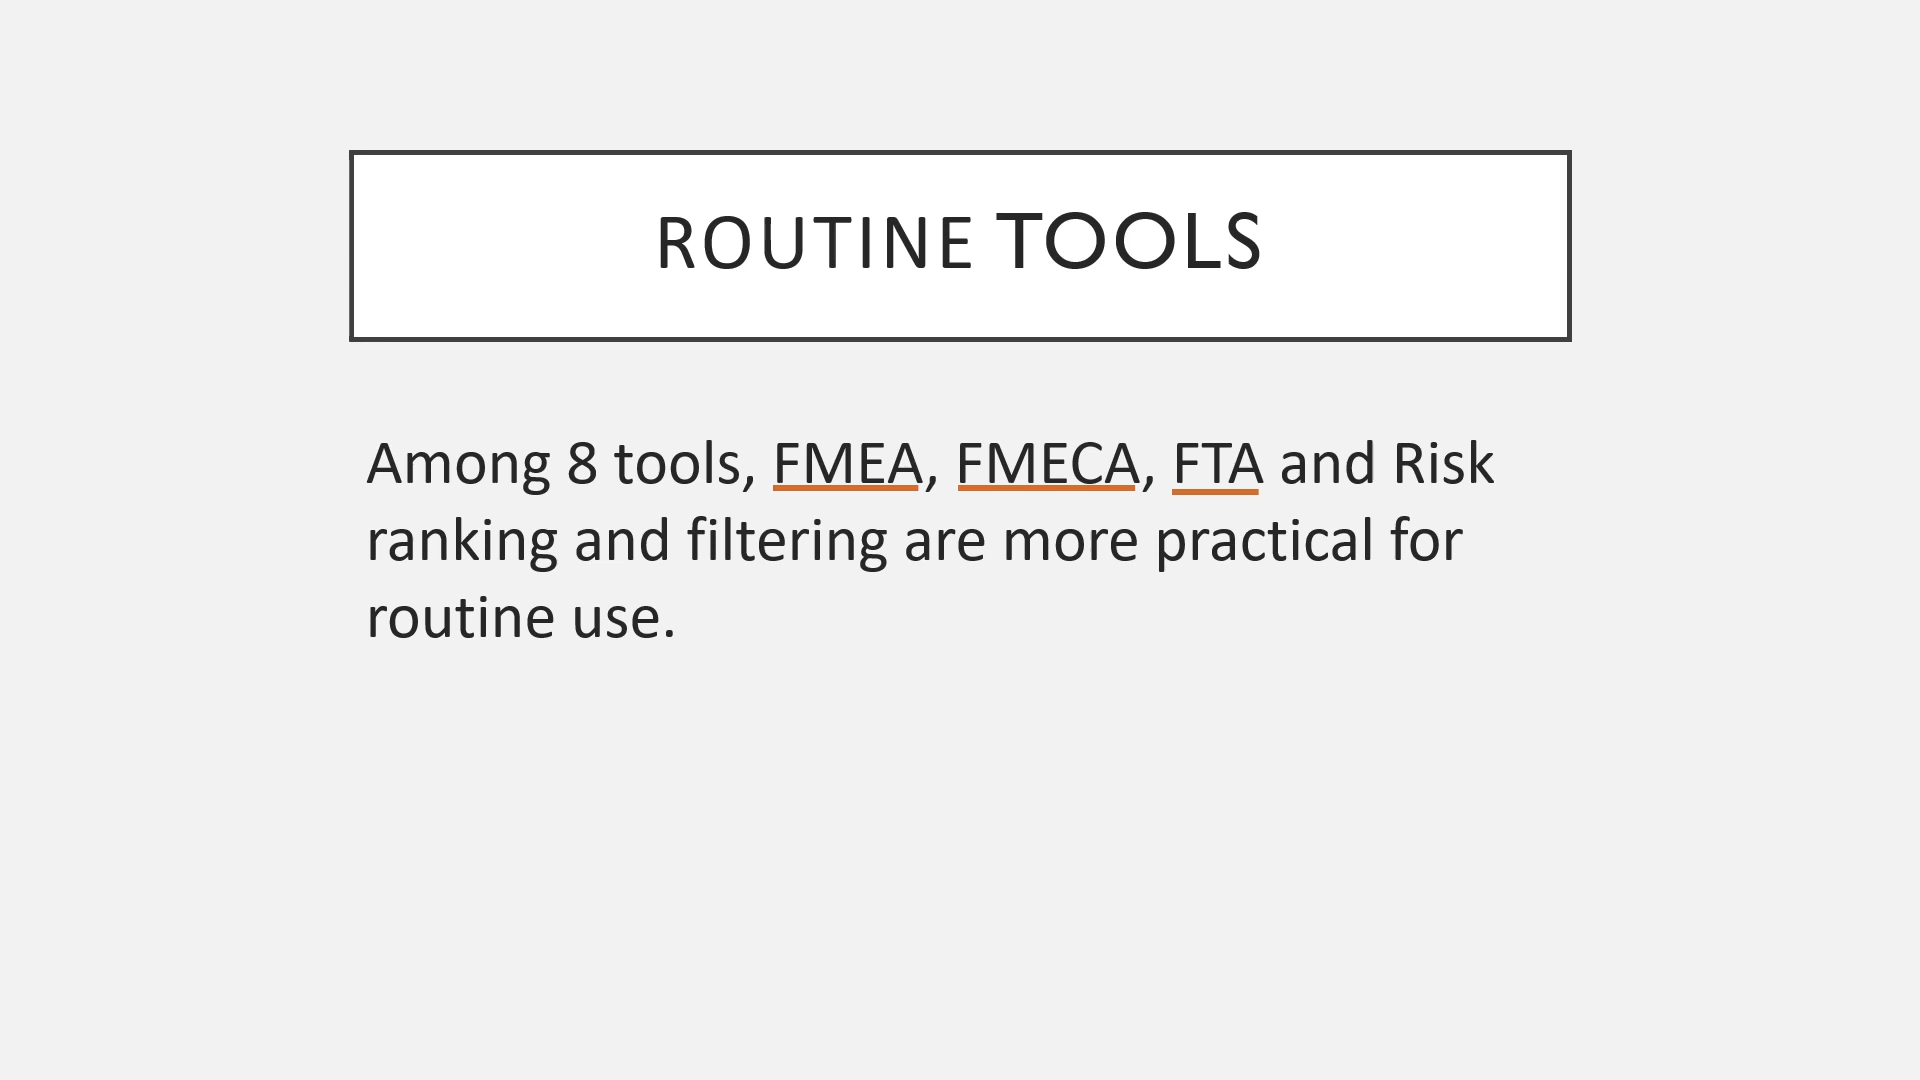 ROUTINE TOOLS
Among 8 tools, FMEA, FMECA, FTA and Risk
ranking and filtering are more practical for
routine use.